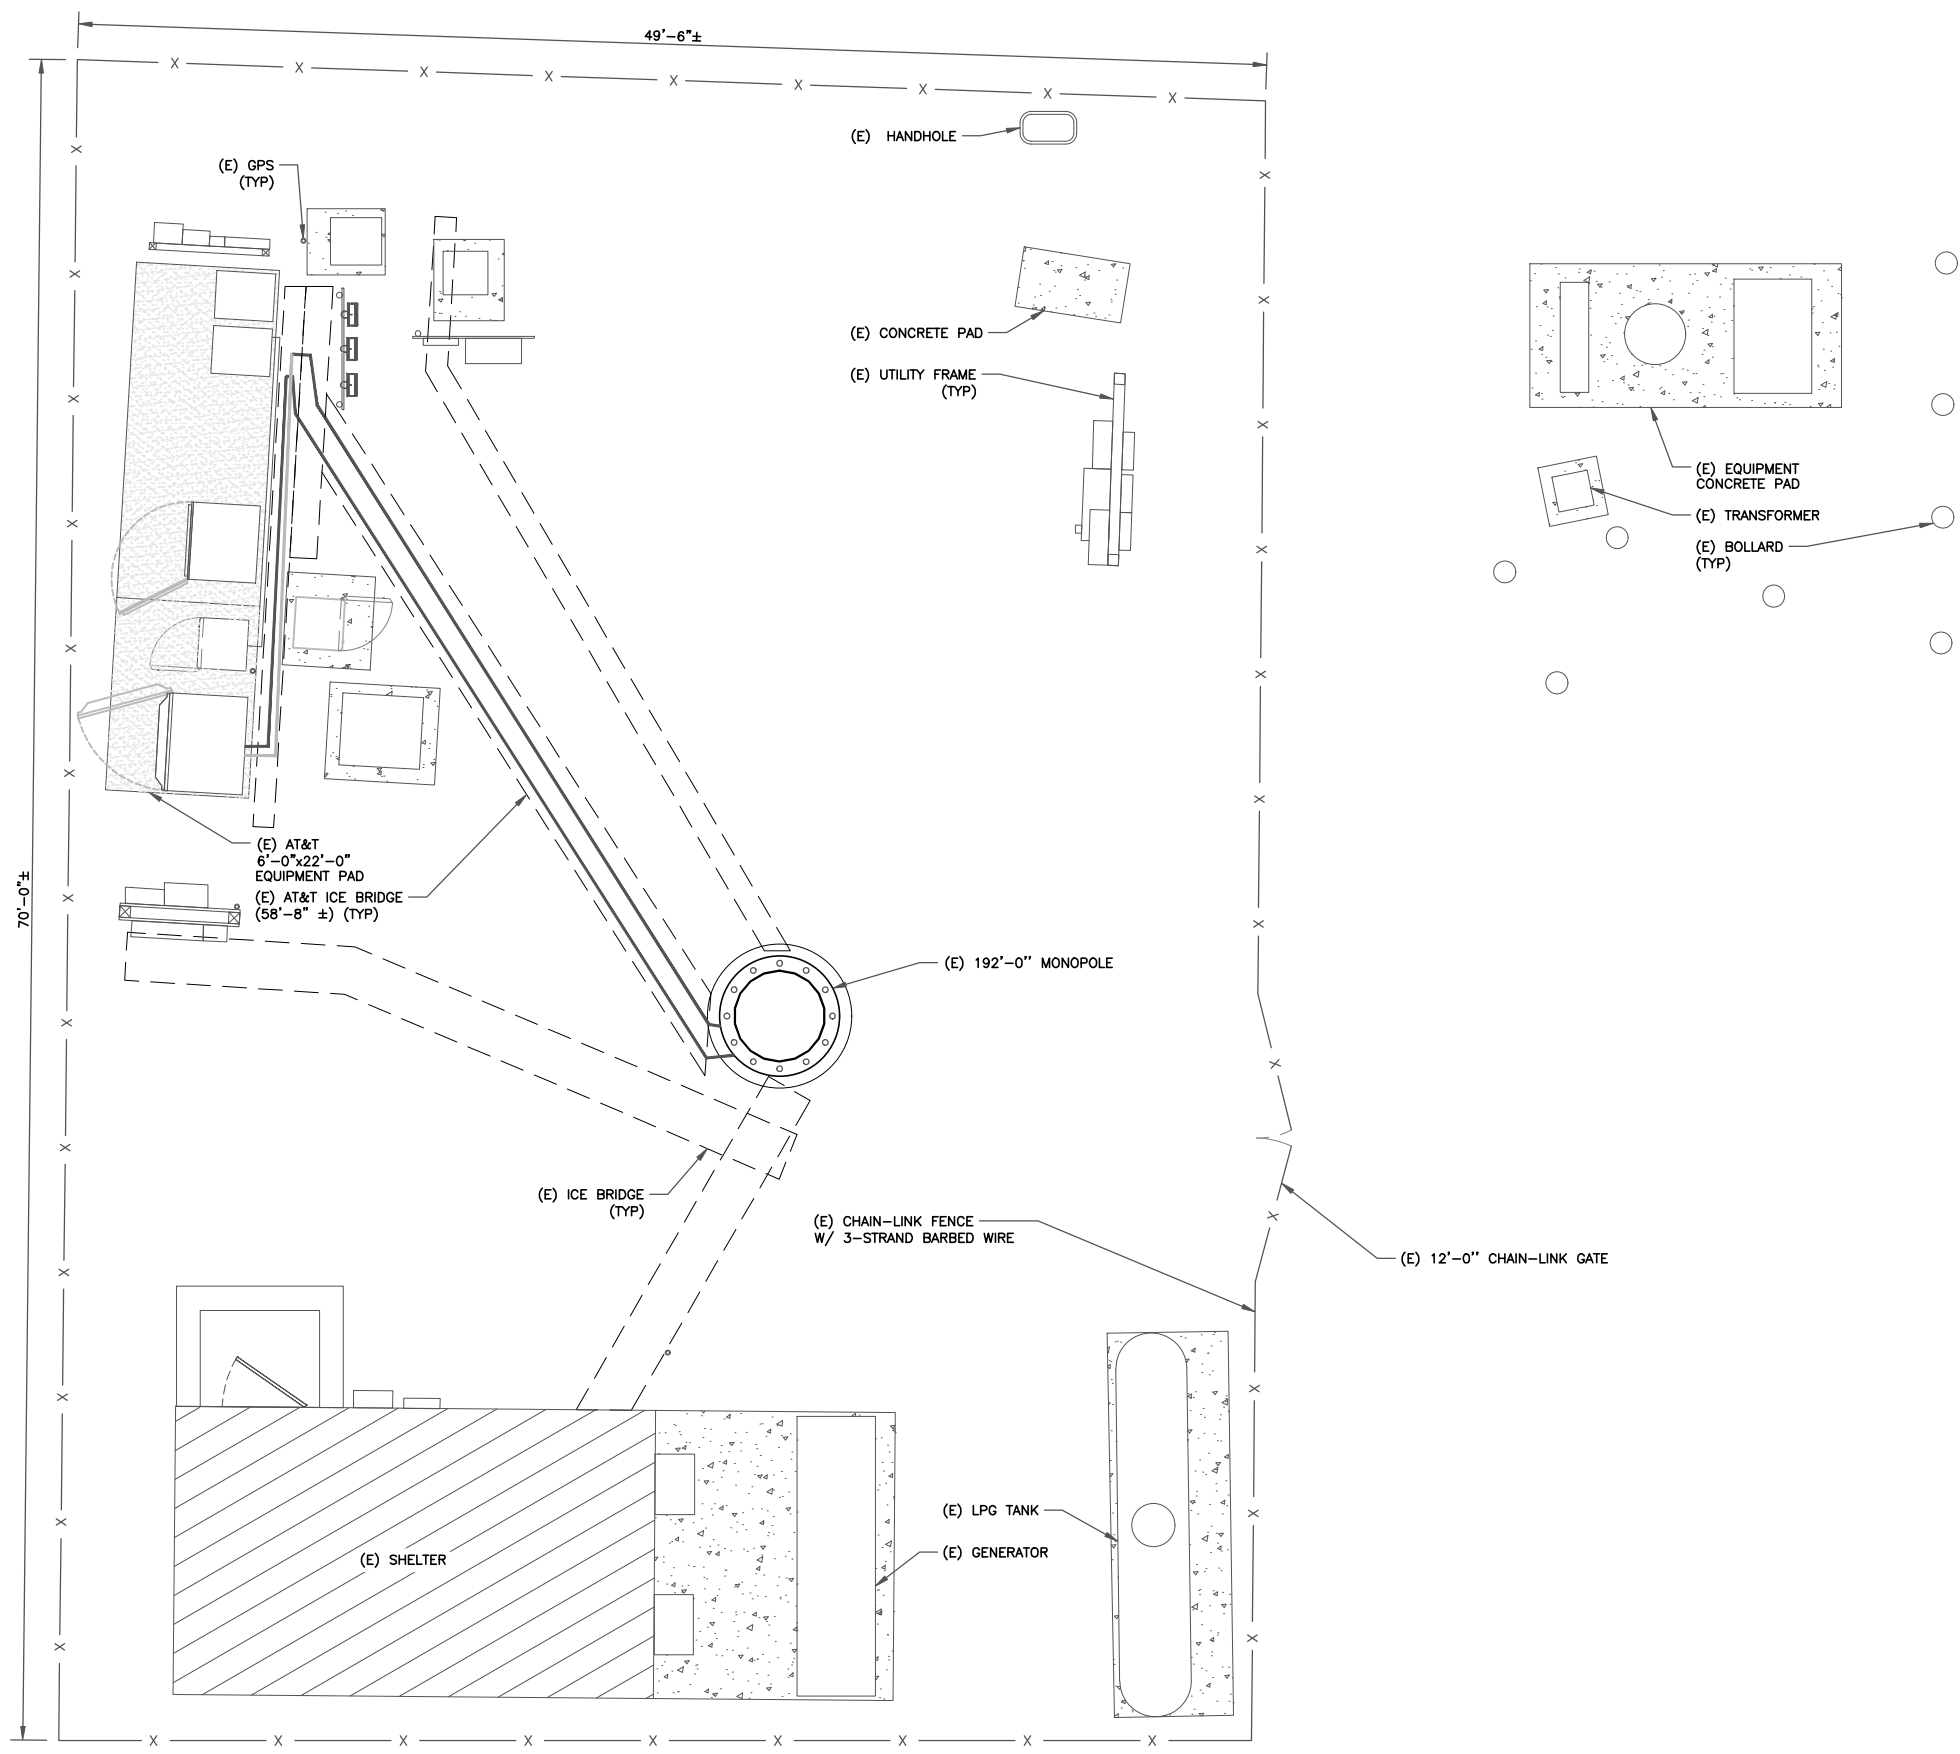 49'-6"±
(E) HANDHOLE
(E) GPS
(TYP)
(E) CONCRETE PAD
(E) UTILITY FRAME
(TYP)
(E) EQUIPMENT
CONCRETE PAD
(E) TRANSFORMER
(E) BOLLARD
(TYP)
(E) AT&T
6'-0"x22'-0"
EQUIPMENT PAD
(E) AT&T ICE BRIDGE
(58'-8" ±) (TYP)
70'-0"±
(E) 192'-0'' MONOPOLE
(E) ICE BRIDGE
(TYP)
(E) CHAIN-LINK FENCE
W/ 3-STRAND BARBED WIRE
(E) 12'-0'' CHAIN-LINK GATE
(E) LPG TANK
(E) GENERATOR
(E) SHELTER